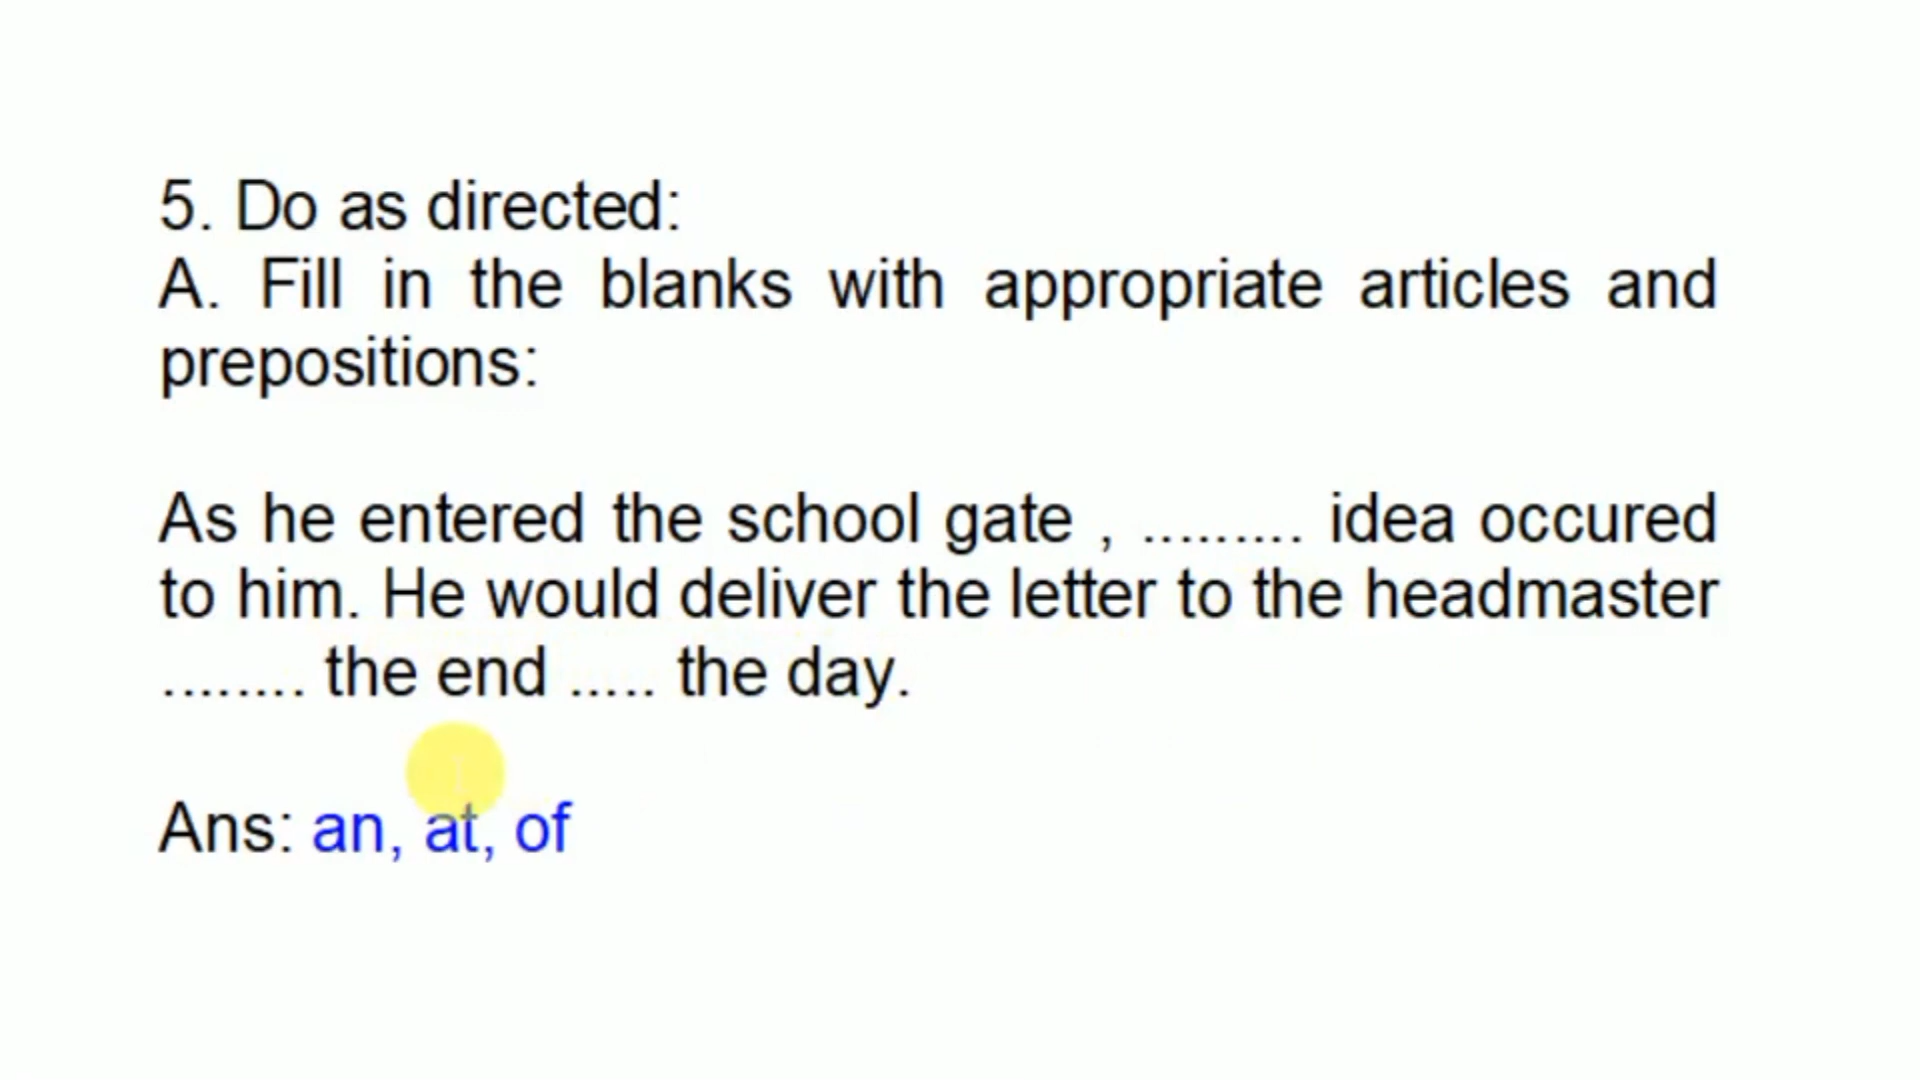 5. Do as directed:
A. Fill in the blanks with appropriate articles and
prepositions:
As he entered the school gate , ......... idea occured
to him. He would deliver the letter to the headmaster
........ the end ..... the day.
Ans: an, at, of